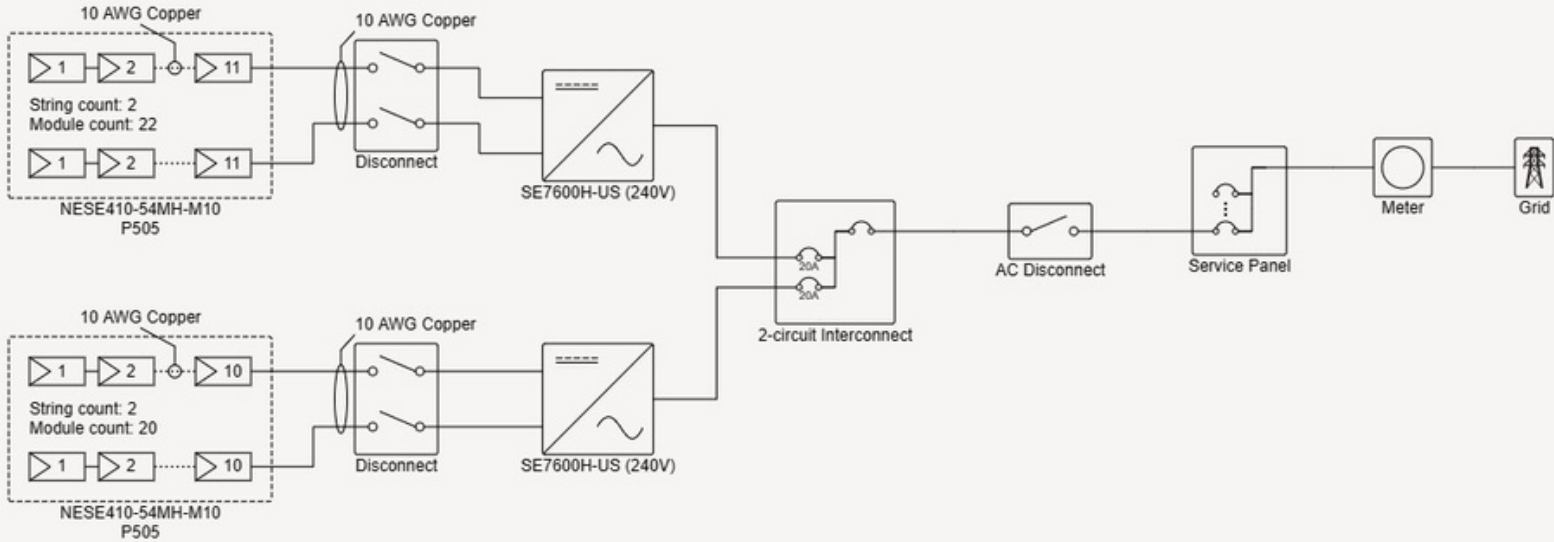 10 AWG Copper
1
2
11
String count: 2
Module count: 22
1
2
11
NESE410-54MH-M10
P505
10 AWG Copper
Disconnect
SE7600H-US (240V)
10 AWG Copper
1
2
10
String count: 2
Module count: 20
1
2
10
NESE410-54MH-M10
P505
10 AWG Copper
Disconnect
SE7600H-US (240V)
20A
20A
2-circuit Interconnect
AC Disconnect
Service Panel
Meter
Grid